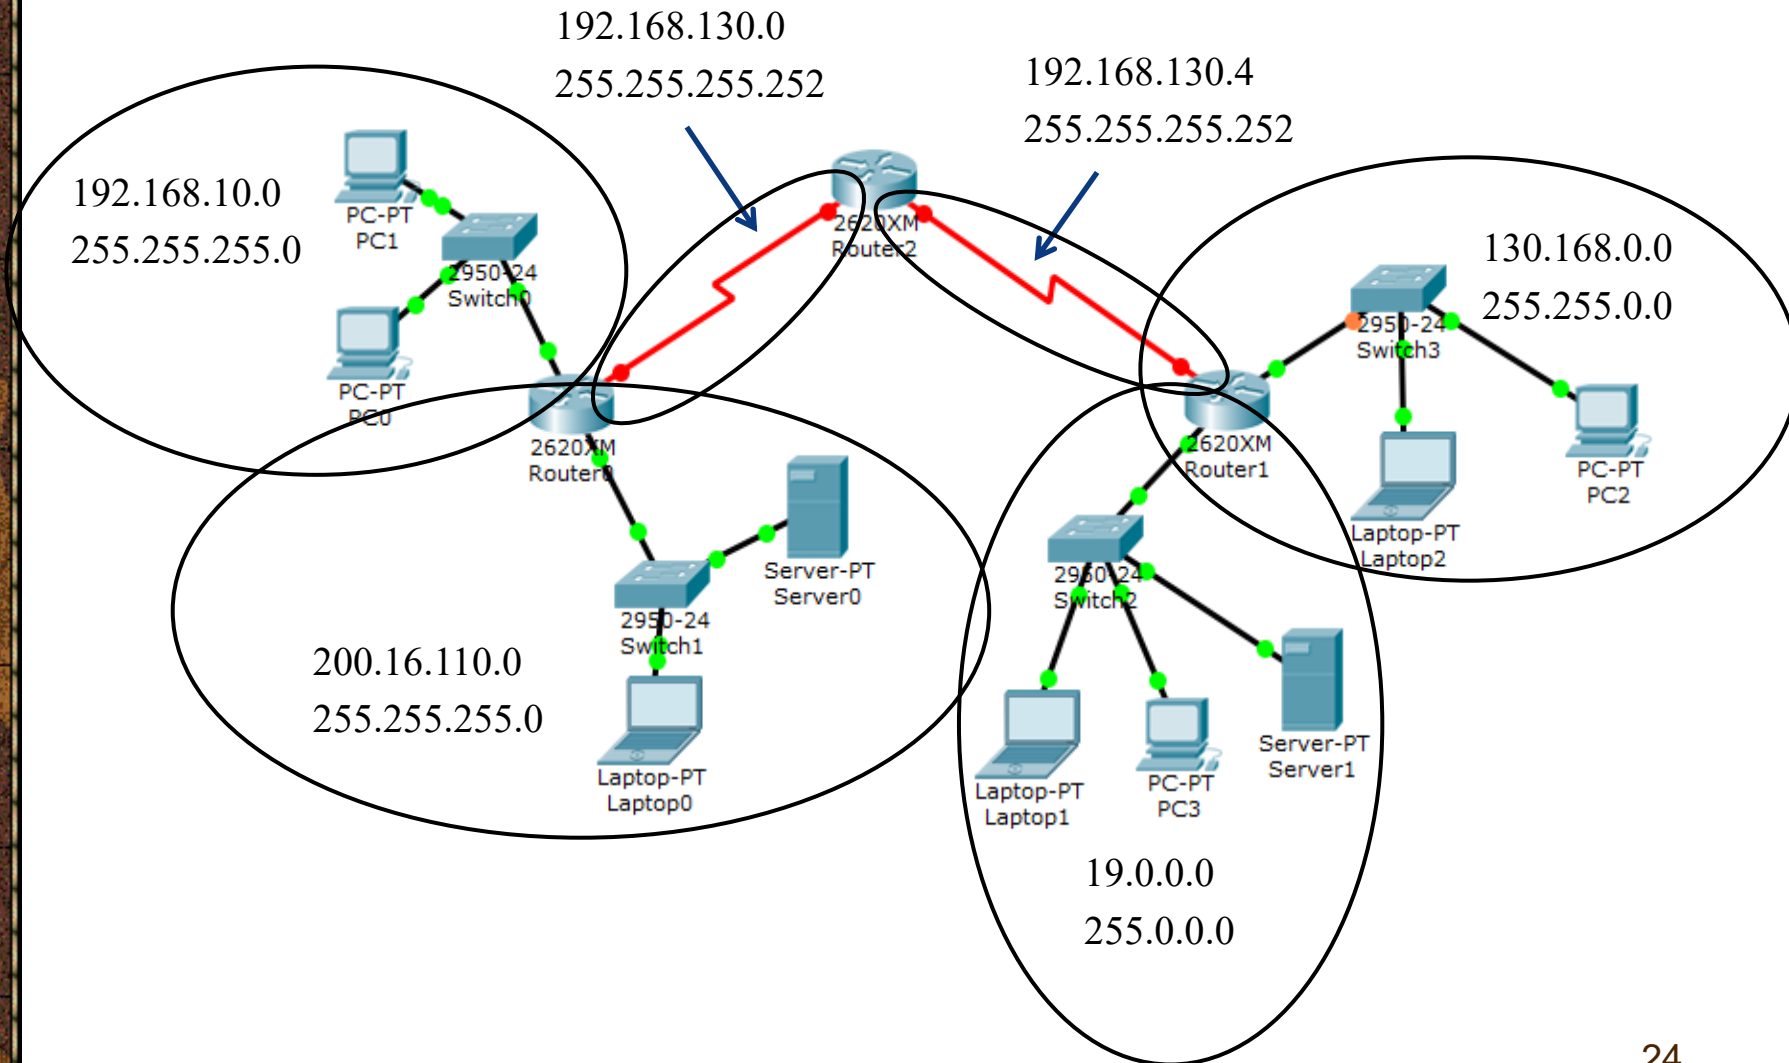 192.168.130.0
255.255.255.252
192.168.130.4
255.255.255.252
192.168.10.0
255.255.255.0
PC-PT
PC1
2950-24
Switch0
PC-PT
PC0
2620XM
Router2
130.168.0.0
255.255.0.0
2950-24
Switch3
2620XM
Router0
2620XM
Router1
PC-PT
PC2
Laptop-PT
Laptop2
Server-PT
Server0
2950-24
Switch1
2950-24
Switch2
200.16.110.0
255.255.255.0
Laptop-PT
Laptop0
Laptop-PT
Laptop1
PC-PT
PC3
Server-PT
Server1
19.0.0.0
255.0.0.0
24